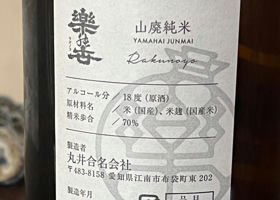 樂の世
山廃純米
YAMAHAI JUNMAI
Rakunoyo
アルコール分／18度（原酒）
原材料名／米（国産）、米麹（国産米）
精米歩合／70%
製造者
丸井合名会社
〒483-8158 愛知県江南市布袋町東 202
製造年月